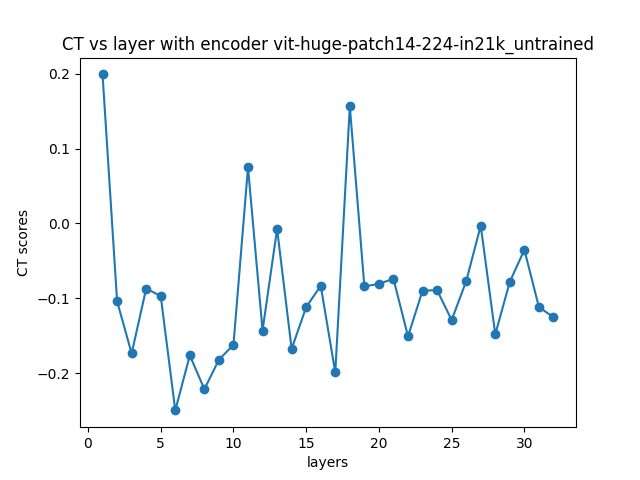 CT vs layer with encoder vit-huge-patch14-224-in21k_untrained
0.2
0.1
0.0
−0.1
−0.2
CT scores
0 5 10 15 20 25 30
layers